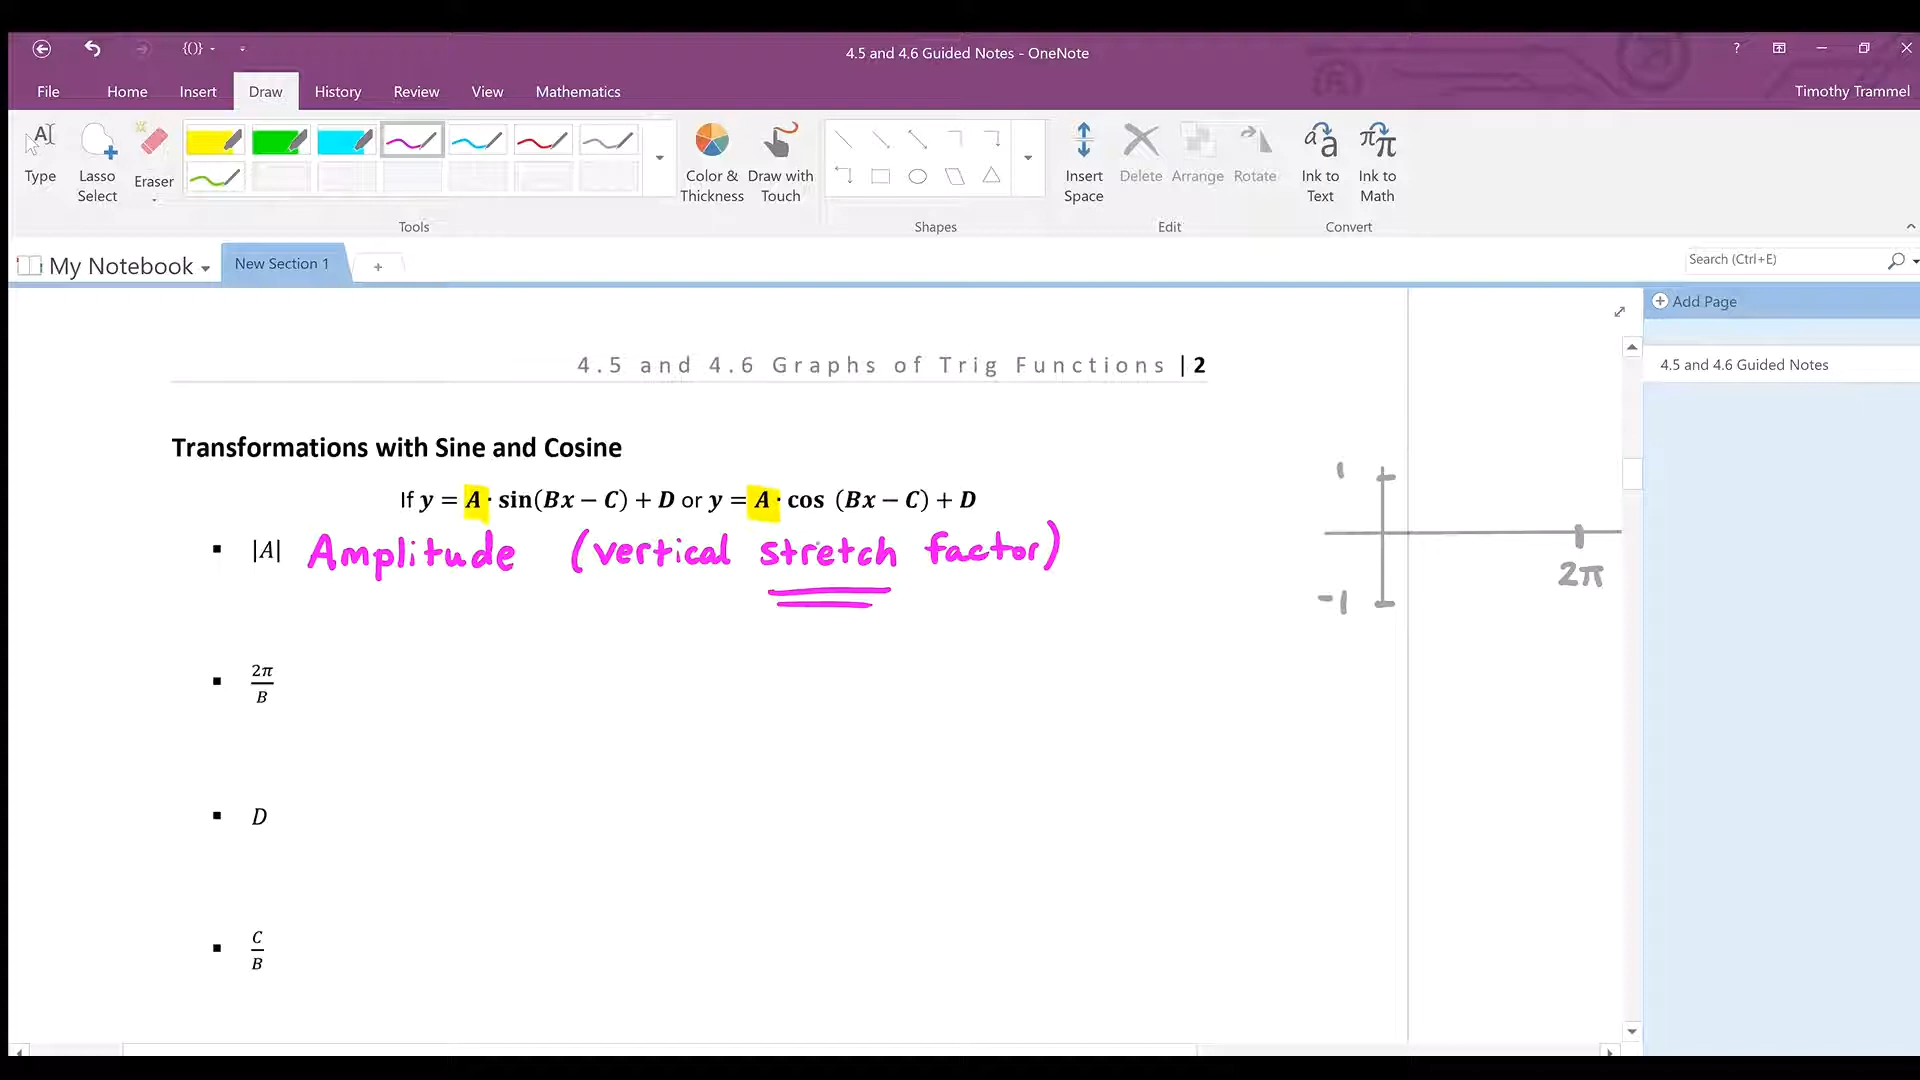 4.5 and 4.6 Guided Notes - OneNote
?
File Home Insert Draw History Review View Mathematics
Timothy Trammel
Type
Lasso Select
Eraser
Color & Thickness
Draw with Touch
Insert Space
Delete
Arrange
Rotate
Ink to Text
Ink to Math
Tools
Shapes
Edit
Convert
My Notebook
New Section 1
+
Search (Ctrl+E)
Add Page
4.5 and 4.6 Guided Notes
4.5 and 4.6 Graphs of Trig Functions | 2
Transformations with Sine and Cosine
If y = A · sin(Bx − C) + D or y = A · cos (Bx − C) + D
▪ |A| Amplitude (vertical stretch factor)
▪ 2π/B
▪ D
▪ C/B
1
-1
2π